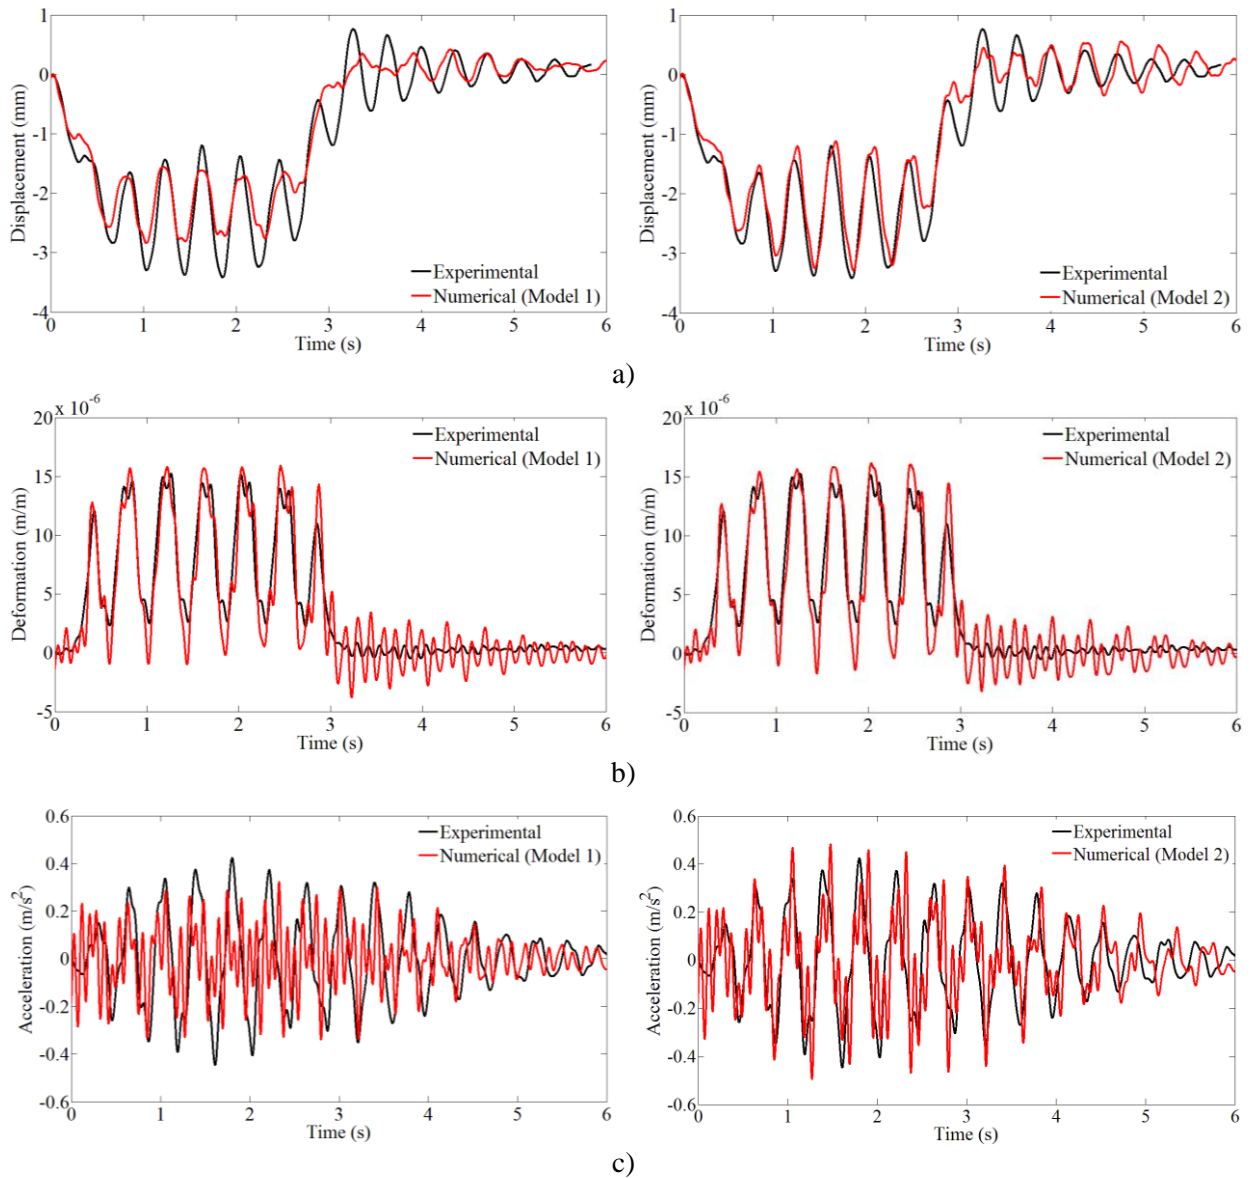 1
0
-1
-2
-3
-4
Displacement (mm)
Experimental
Numerical (Model 1)
0 1 2 3 4 5 6
Time (s)
1
0
-1
-2
-3
-4
Displacement (mm)
Experimental
Numerical (Model 2)
0 1 2 3 4 5 6
Time (s)
a)
x 10-6
20
15
10
5
0
-5
Deformation (m/m)
Experimental
Numerical (Model 1)
0 1 2 3 4 5 6
Time (s)
x 10-6
20
15
10
5
0
-5
Deformation (m/m)
Experimental
Numerical (Model 2)
0 1 2 3 4 5 6
Time (s)
b)
0.6
0.4
0.2
0
-0.2
-0.4
-0.6
Acceleration (m/s2)
Experimental
Numerical (Model 1)
0 1 2 3 4 5 6
Time (s)
0.6
0.4
0.2
0
-0.2
-0.4
-0.6
Acceleration (m/s2)
Experimental
Numerical (Model 2)
0 1 2 3 4 5 6
Time (s)
c)